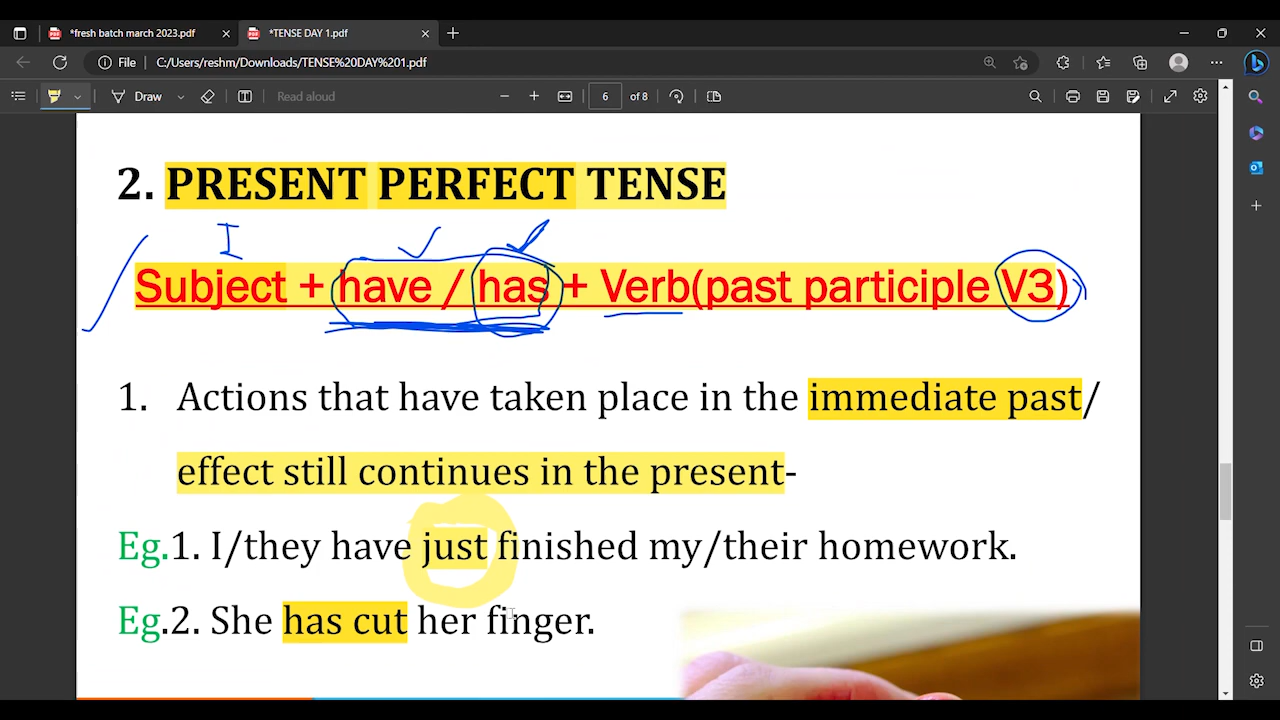 *fresh batch march 2023.pdf
*TENSE DAY 1.pdf
File
C:/Users/reshm/Downloads/TENSE%20DAY%201.pdf
Draw
Read aloud
6 of 8
2. PRESENT PERFECT TENSE
I
Subject + have / has + Verb(past participle V3)
1. Actions that have taken place in the immediate past/
effect still continues in the present-
Eg.1. I/they have just finished my/their homework.
Eg.2. She has cut her finger.